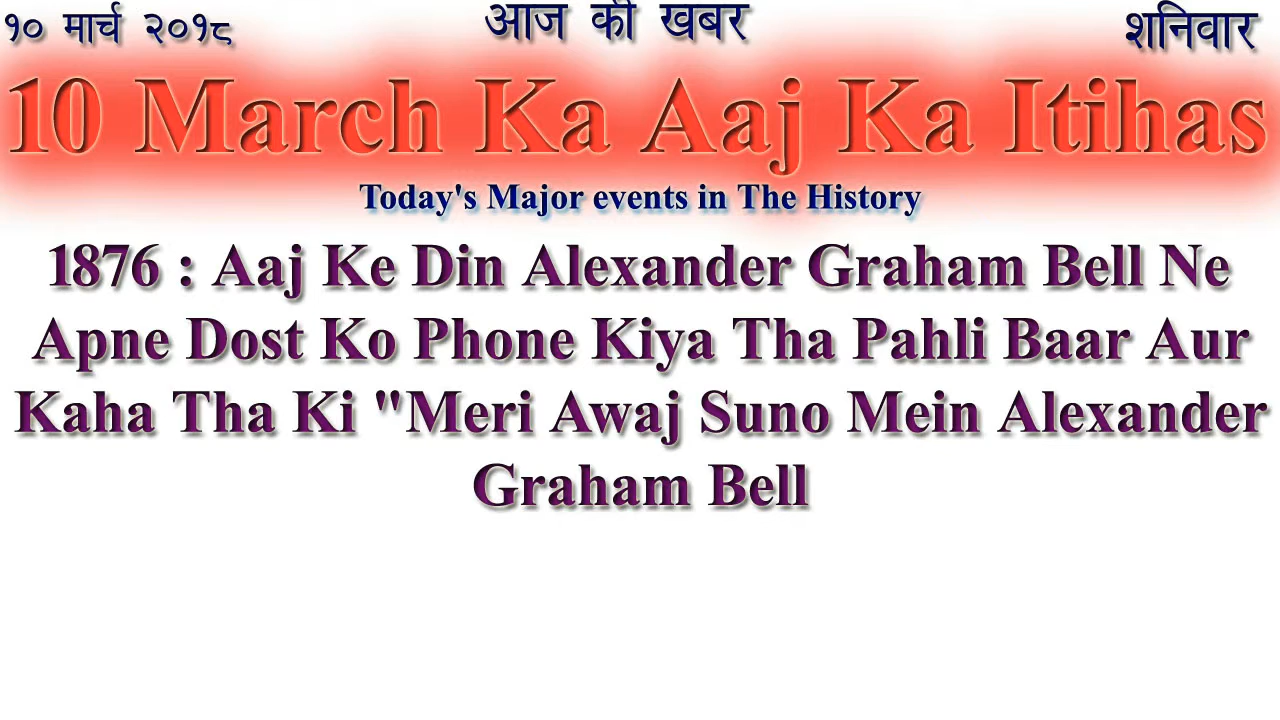 १० मार्च २०१८ आज की खबर शनिवार
10 March Ka Aaj Ka Itihas
Today's Major events in The History
1876 : Aaj Ke Din Alexander Graham Bell Ne
Apne Dost Ko Phone Kiya Tha Pahli Baar Aur
Kaha Tha Ki "Meri Awaj Suno Mein Alexander
Graham Bell